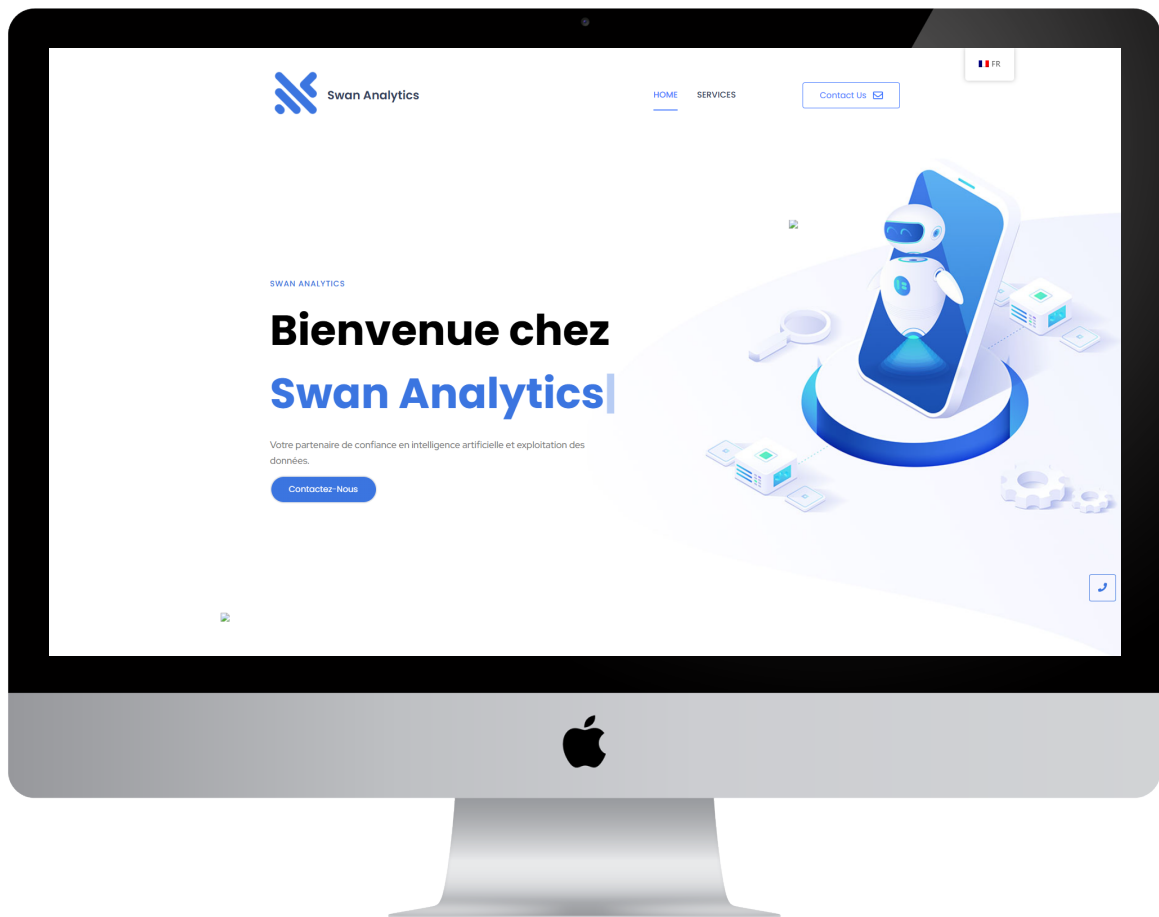 FR
Swan Analytics
HOME
SERVICES
Contact Us
SWAN ANALYTICS
Bienvenue chez
Swan Analytics
Votre partenaire de confiance en intelligence artificielle et exploitation des
données.
Contactez-Nous